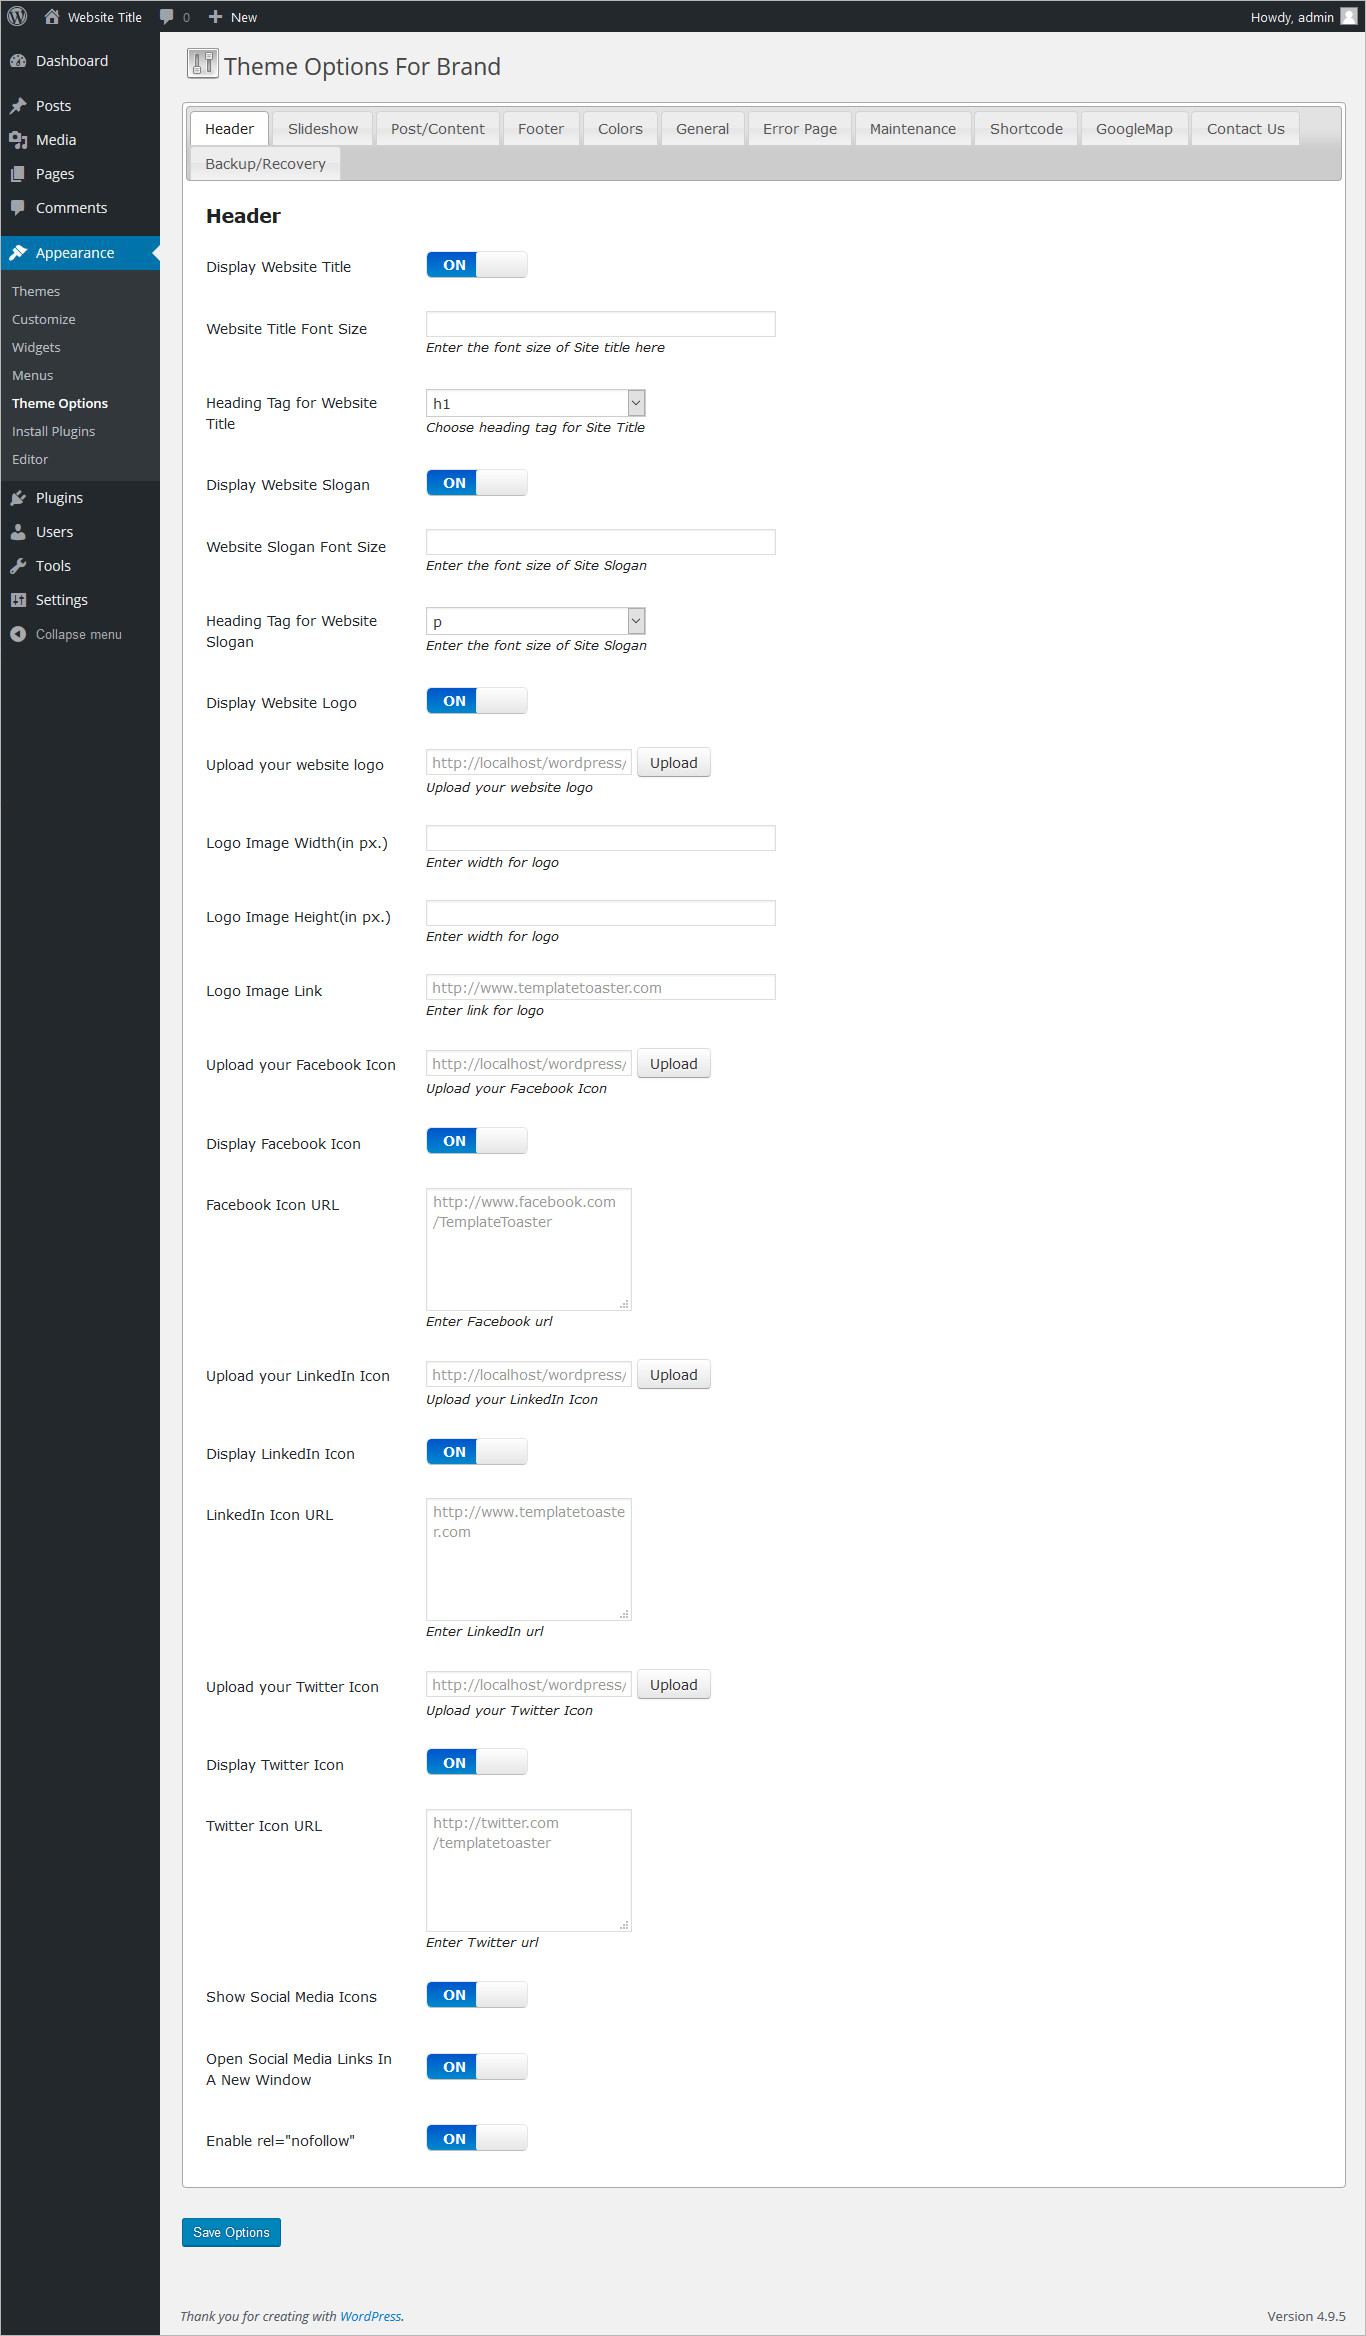 Website Title 0 New Howdy, admin
Dashboard
Posts
Media
Pages
Comments
Appearance
Themes
Customize
Widgets
Menus
Theme Options
Install Plugins
Editor
Plugins
Users
Tools
Settings
Collapse menu
Theme Options For Brand
Header Slideshow Post/Content Footer Colors General Error Page Maintenance Shortcode GoogleMap Contact Us
Backup/Recovery
Header
Display Website Title ON
Website Title Font Size
Enter the font size of Site title here
Heading Tag for Website
Title
h1
Choose heading tag for Site Title
Display Website Slogan ON
Website Slogan Font Size
Enter the font size of Site Slogan
Heading Tag for Website
Slogan
p
Enter the font size of Site Slogan
Display Website Logo ON
Upload your website logo http://localhost/wordpress/ Upload
Upload your website logo
Logo Image Width(in px.)
Enter width for logo
Logo Image Height(in px.)
Enter width for logo
Logo Image Link http://www.templatetoaster.com
Enter link for logo
Upload your Facebook Icon http://localhost/wordpress/ Upload
Upload your Facebook Icon
Display Facebook Icon ON
Facebook Icon URL http://www.facebook.com
/TemplateToaster
Enter Facebook url
Upload your LinkedIn Icon http://localhost/wordpress/ Upload
Upload your LinkedIn Icon
Display LinkedIn Icon ON
LinkedIn Icon URL http://www.templatetoaste
r.com
Enter LinkedIn url
Upload your Twitter Icon http://localhost/wordpress/ Upload
Upload your Twitter Icon
Display Twitter Icon ON
Twitter Icon URL http://twitter.com
/templatetoaster
Enter Twitter url
Show Social Media Icons ON
Open Social Media Links In
A New Window
ON
Enable rel="nofollow" ON
Save Options
Thank you for creating with WordPress. Version 4.9.5